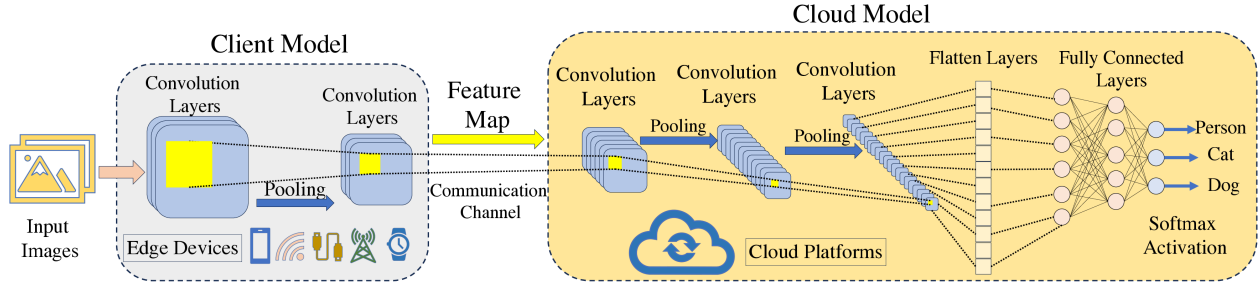 Client Model
Cloud Model
Convolution
Layers
Convolution
Layers
Pooling
Input
Images
Edge Devices
Feature
Map
Communication
Channel
Convolution
Layers
Pooling
Convolution
Layers
Pooling
Convolution
Layers
Flatten Layers
Fully Connected
Layers
Person
Cat
Dog
Softmax
Activation
Cloud Platforms